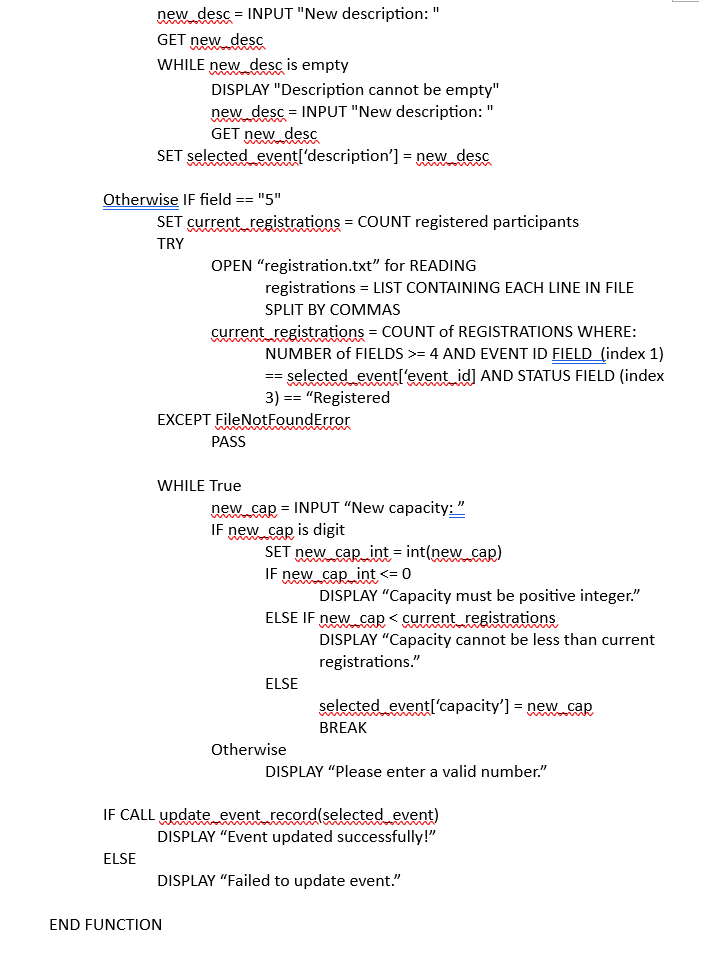 new_desc = INPUT "New description: "
GET new_desc
WHILE new_desc is empty
DISPLAY "Description cannot be empty"
new_desc = INPUT "New description: "
GET new_desc
SET selected_event[‘description’] = new_desc
Otherwise IF field == "5"
SET current_registrations = COUNT registered participants
TRY
OPEN “registration.txt” for READING
registrations = LIST CONTAINING EACH LINE IN FILE
SPLIT BY COMMAS
current_registrations = COUNT of REGISTRATIONS WHERE:
NUMBER of FIELDS >= 4 AND EVENT ID FIELD (index 1)
== selected_event[‘event_id] AND STATUS FIELD (index
3) == “Registered
EXCEPT FileNotFoundError
PASS
WHILE True
new_cap = INPUT “New capacity: ”
IF new_cap is digit
SET new_cap_int = int(new_cap)
IF new_cap_int <= 0
DISPLAY “Capacity must be positive integer.”
ELSE IF new_cap < current_registrations
DISPLAY “Capacity cannot be less than current
registrations.”
ELSE
selected_event[‘capacity’] = new_cap
BREAK
Otherwise
DISPLAY “Please enter a valid number.”
IF CALL update_event_record(selected_event)
DISPLAY “Event updated successfully!”
ELSE
DISPLAY “Failed to update event.”
END FUNCTION